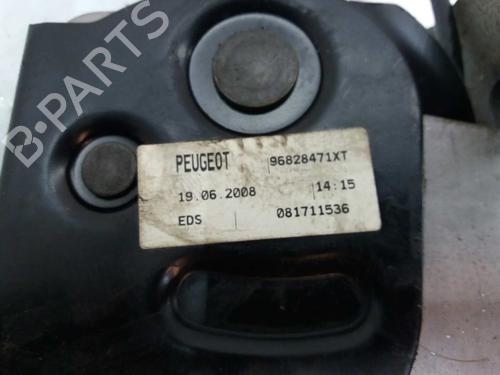 PEUGEOT 96828471XT
19.06.2008 14:15
EDS 081711536
B-PARTS